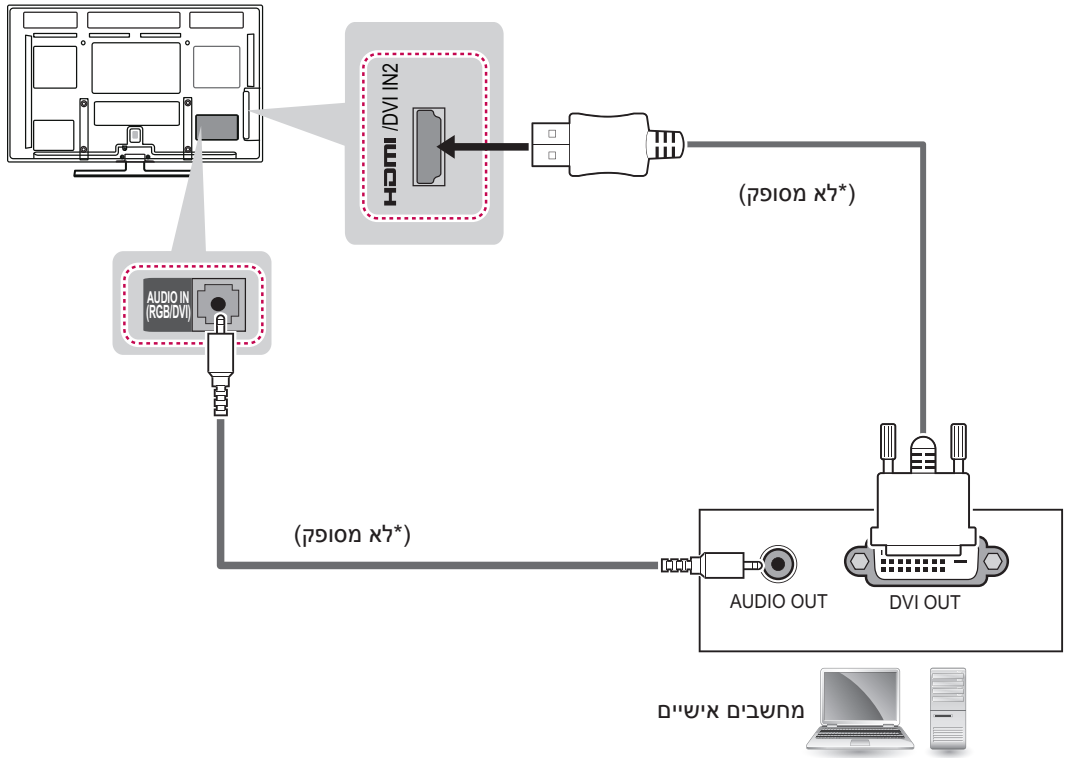 HDMI /DVI IN2
(*לא מסופק)
AUDIO IN
(RGB/DVI)
(*לא מסופק)
AUDIO OUT
DVI OUT
מחשבים אישיים